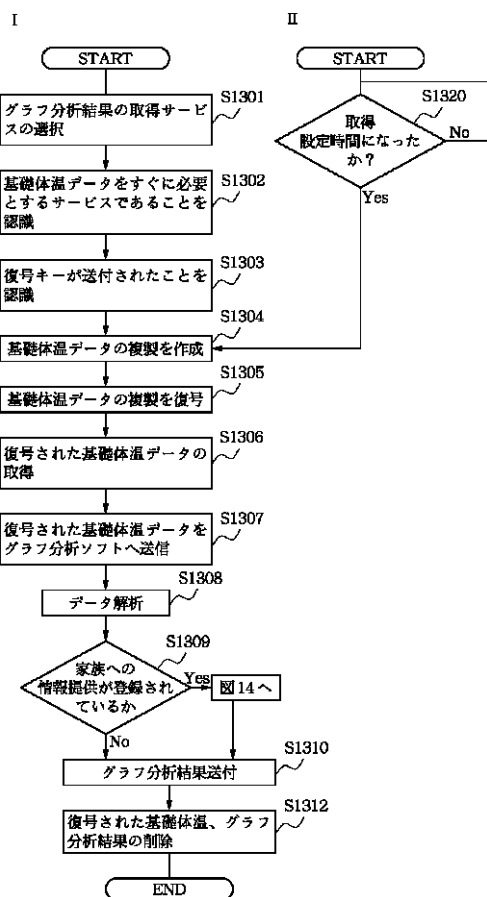 I
START
グラフ分析結果の取得サービ
スの選択
S1301
基礎体温データをすぐに必要
とするサービスであることを
認識
S1302
復号キーが送付されたことを
認識
S1303
基礎体温データの複製を作成
S1304
基礎体温データの複製を復号
S1305
復号された基礎体温データの
取得
S1306
復号された基礎体温データを
グラフ分析ソフトへ送信
S1307
データ解析
S1308
家族への
情報提供が登録され
ているか
S1309
Yes
図14へ
No
グラフ分析結果送付
S1310
復号された基礎体温、グラフ
分析結果の削除
S1312
END
II
START
取得
設定時間になった
か?
S1320
No
Yes